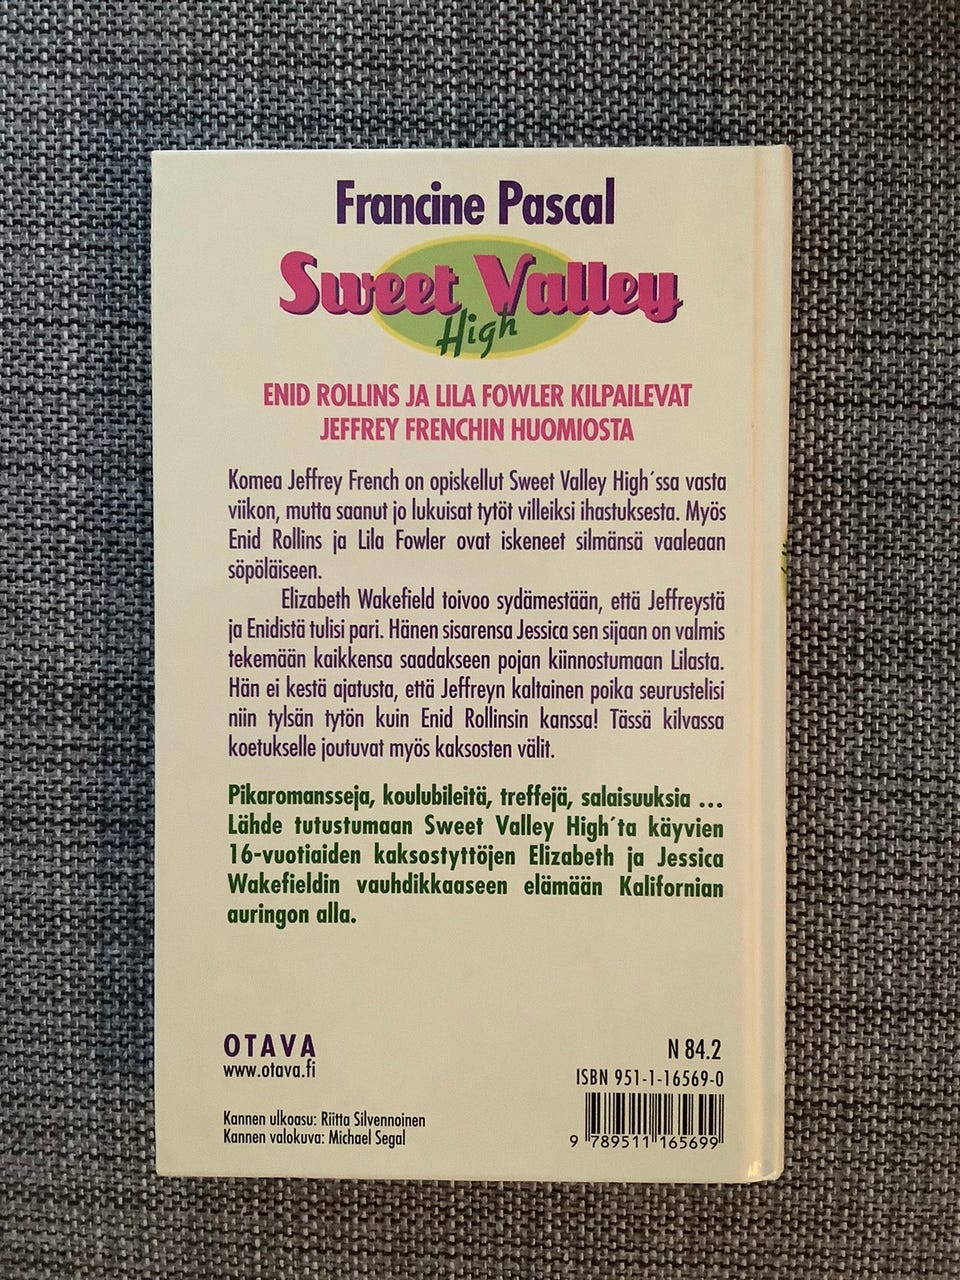 Francine Pascal
Sweet Valley
High
ENID ROLLINS JA LILA FOWLER KILPAILEVAT
JEFFREY FRENCHIN HUOMIOSTA
Komea Jeffrey French on opiskellut Sweet Valley High´ssa vasta
viikon, mutta saanut jo lukuisat tytöt villeiksi ihastuksesta. Myös
Enid Rollins ja Lila Fowler ovat iskeneet silmänsä vaaleaan
söpöläiseen.
Elizabeth Wakefield toivoo sydämestään, että Jeffreystä
ja Enidistä tulisi pari. Hänen sisarensa Jessica sen sijaan on valmis
tekemään kaikkensa saadakseen pojan kiinnostumaan Lilasta.
Hän ei kestä ajatusta, että Jeffreyn kaltainen poika seurustelisi
niin tylsän tytön kuin Enid Rollinsin kanssa! Tässä kilvassa
koetukselle joutuvat myös kaksosten välit.
Pikaromansseja, koulubileitä, treffejä, salaisuuksia ...
Lähde tutustumaan Sweet Valley High´ta käyvien
16-vuotiaiden kaksostyttöjen Elizabeth ja Jessica
Wakefieldin vauhdikkaaseen elämään Kalifornian
auringon alla.
OTAVA
www.otava.fi
N 84.2
ISBN 951-1-16569-0
Kannen ulkoasu: Riitta Silvennoinen
Kannen valokuva: Michael Segal
9 789511 165699